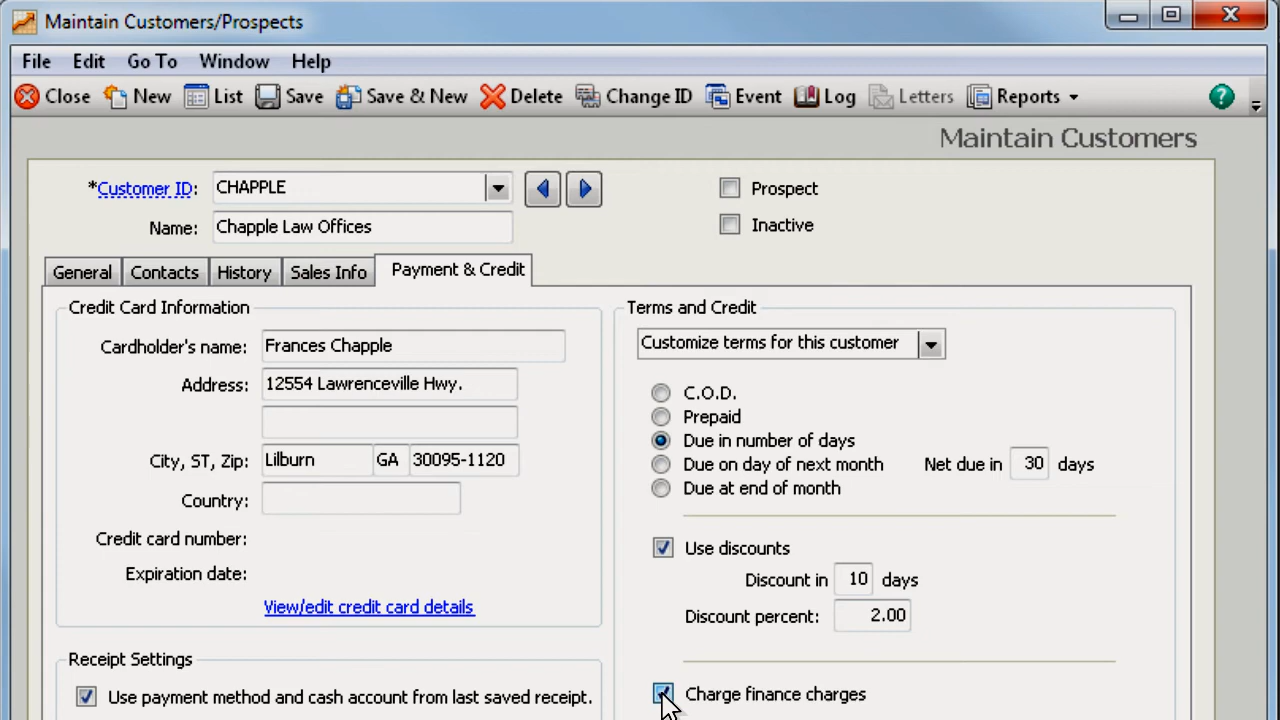 Maintain Customers/Prospects
File Edit Go To Window Help
Close New List Save Save & New Delete Change ID Event Log Letters Reports ?
Maintain Customers
*Customer ID: CHAPPLE
Prospect
Name: Chapple Law Offices
Inactive
General Contacts History Sales Info Payment & Credit
Credit Card Information
Cardholder's name: Frances Chapple
Address: 12554 Lawrenceville Hwy.
City, ST, Zip: Lilburn GA 30095-1120
Country:
Credit card number:
Expiration date:
View/edit credit card details
Receipt Settings
Use payment method and cash account from last saved receipt.
Terms and Credit
Customize terms for this customer
C.O.D.
Prepaid
Due in number of days
Due on day of next month
Net due in 30 days
Due at end of month
Use discounts
Discount in 10 days
Discount percent: 2.00
Charge finance charges